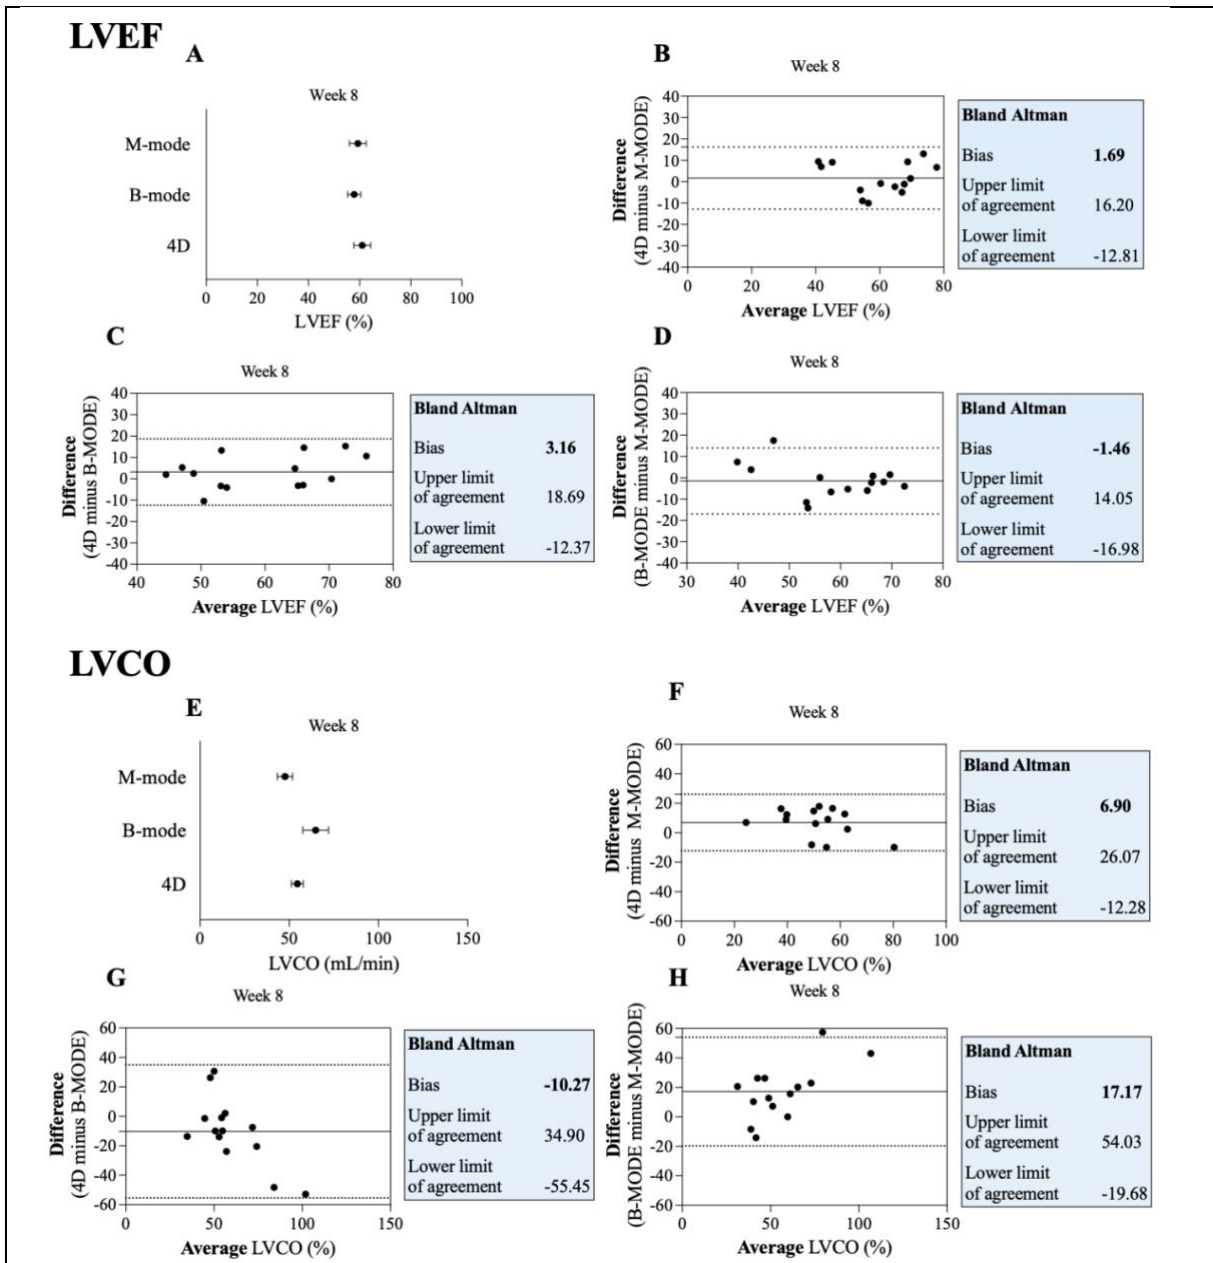 LVEF
A
Week 8
M-mode
B-mode
4D
0 20 40 60 80 100
LVEF (%)
B
Week 8
Difference
(4D minus M-MODE)
40
30
20
10
0
-10
-20
-30
-40
0 20 40 60 80
Average LVEF (%)
Bland Altman
Bias 1.69
Upper limit
of agreement 16.20
Lower limit
of agreement -12.81
C
Week 8
Difference
(4D minus B-MODE)
40
30
20
10
0
-10
-20
-30
-40
40 50 60 70 80
Average LVEF (%)
Bland Altman
Bias 3.16
Upper limit
of agreement 18.69
Lower limit
of agreement -12.37
D
Week 8
Difference
(B-MODE minus M-MODE)
40
30
20
10
0
-10
-20
-30
-40
30 40 50 60 70 80
Average LVEF (%)
Bland Altman
Bias -1.46
Upper limit
of agreement 14.05
Lower limit
of agreement -16.98
LVCO
E
Week 8
M-mode
B-mode
4D
0 50 100 150
LVCO (mL/min)
F
Week 8
Difference
(4D minus M-MODE)
60
40
20
0
-20
-40
-60
0 20 40 60 80 100
Average LVCO (%)
Bland Altman
Bias 6.90
Upper limit
of agreement 26.07
Lower limit
of agreement -12.28
G
Week 8
Difference
(4D minus B-MODE)
60
40
20
0
-20
-40
-60
0 50 100 150
Average LVCO (%)
Bland Altman
Bias -10.27
Upper limit
of agreement 34.90
Lower limit
of agreement -55.45
H
Week 8
Difference
(B-MODE minus M-MODE)
60
40
20
0
-20
-40
-60
0 50 100 150
Average LVCO (%)
Bland Altman
Bias 17.17
Upper limit
of agreement 54.03
Lower limit
of agreement -19.68